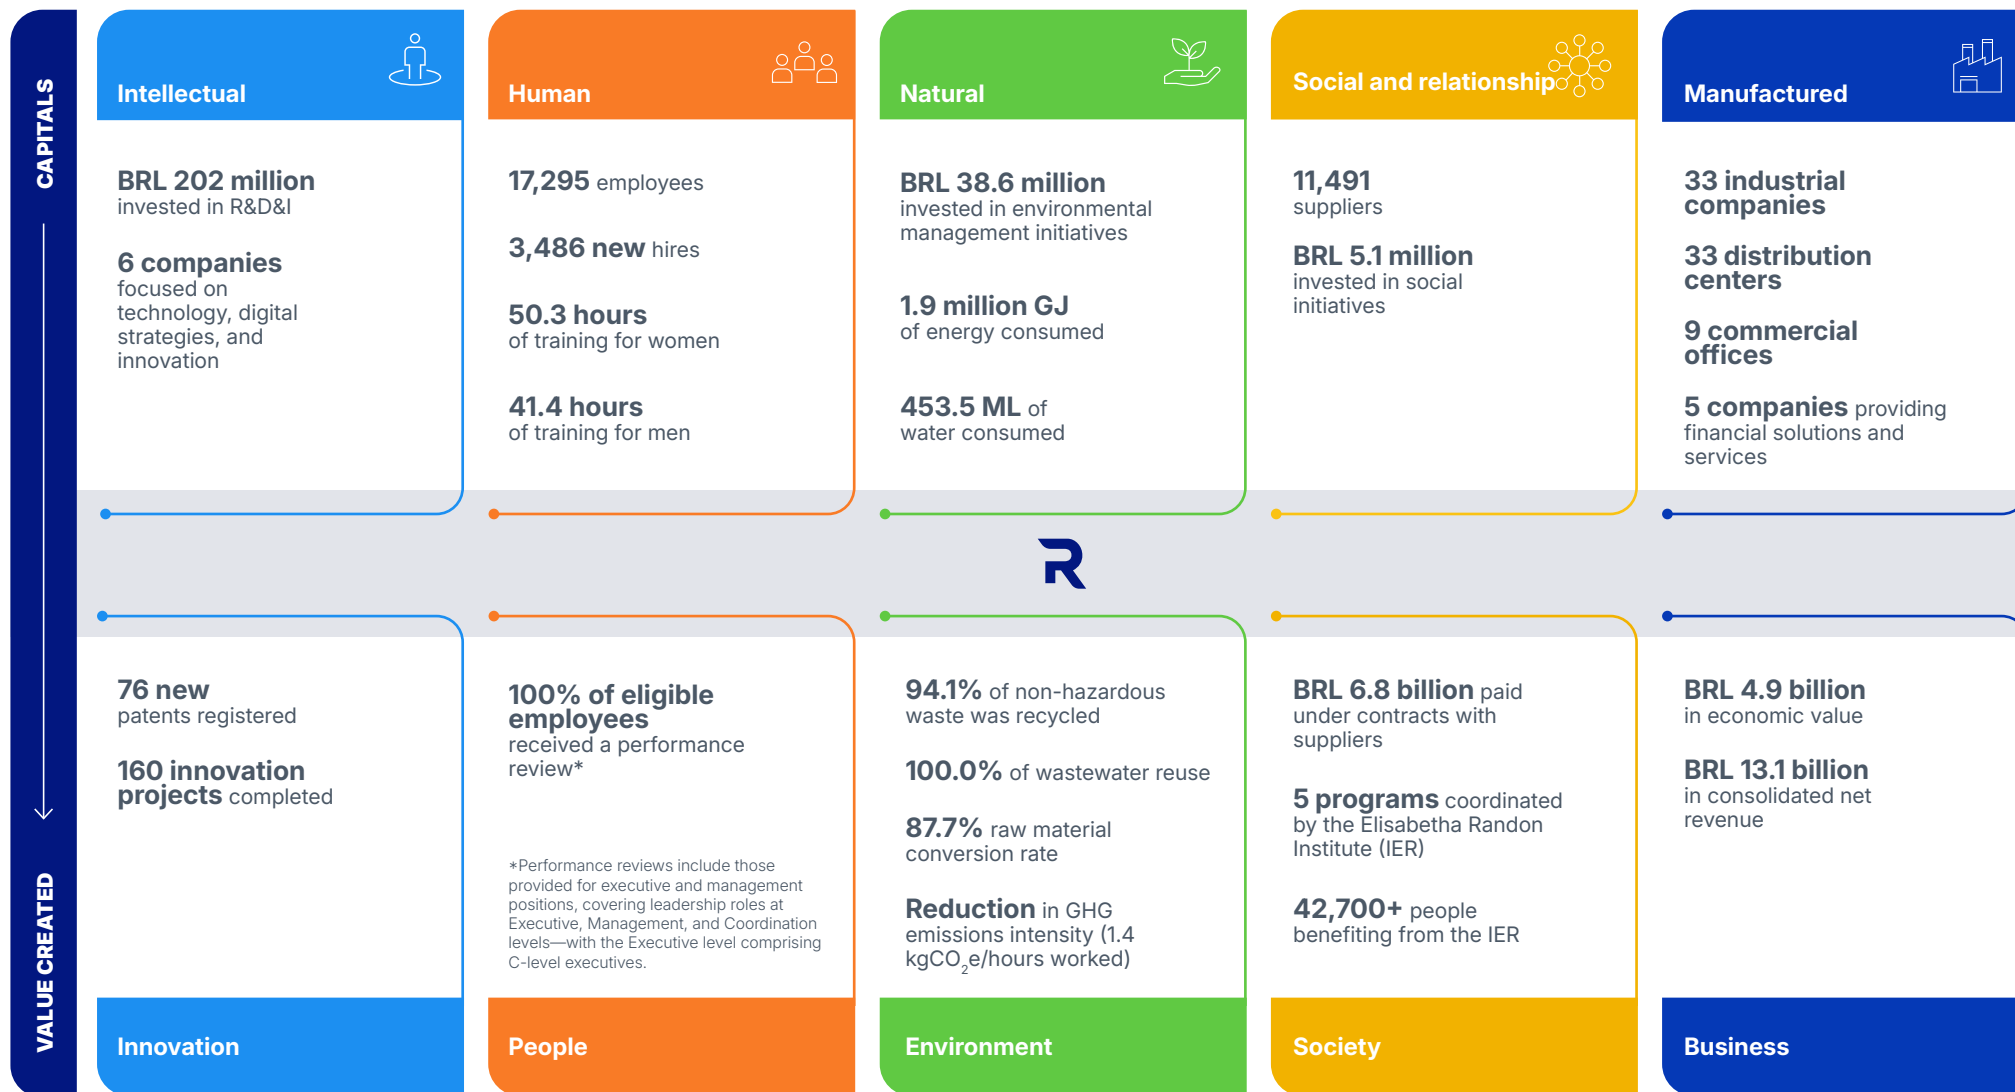 CAPITALS
VALUE CREATED
Intellectual
BRL 202 million
invested in R&D&I
6 companies
focused on
technology, digital
strategies, and
innovation
Human
17,295 employees
3,486 new hires
50.3 hours
of training for women
41.4 hours
of training for men
Natural
BRL 38.6 million
invested in environmental
management initiatives
1.9 million GJ
of energy consumed
453.5 ML of
water consumed
Social and relationship
11,491
suppliers
BRL 5.1 million
invested in social
initiatives
Manufactured
33 industrial
companies
33 distribution
centers
9 commercial
offices
5 companies providing
financial solutions and
services
R
76 new
patents registered
160 innovation
projects completed
Innovation
100% of eligible
employees
received a performance
review*
*Performance reviews include those
provided for executive and management
positions, covering leadership roles at
Executive, Management, and Coordination
levels—with the Executive level comprising
C-level executives.
People
94.1% of non-hazardous
waste was recycled
100.0% of wastewater reuse
87.7% raw material
conversion rate
Reduction in GHG
emissions intensity (1.4
kgCO₂e/hours worked)
Environment
BRL 6.8 billion paid
under contracts with
suppliers
5 programs coordinated
by the Elisabetha Randon
Institute (IER)
42,700+ people
benefiting from the IER
Society
BRL 4.9 billion
in economic value
BRL 13.1 billion
in consolidated net
revenue
Business